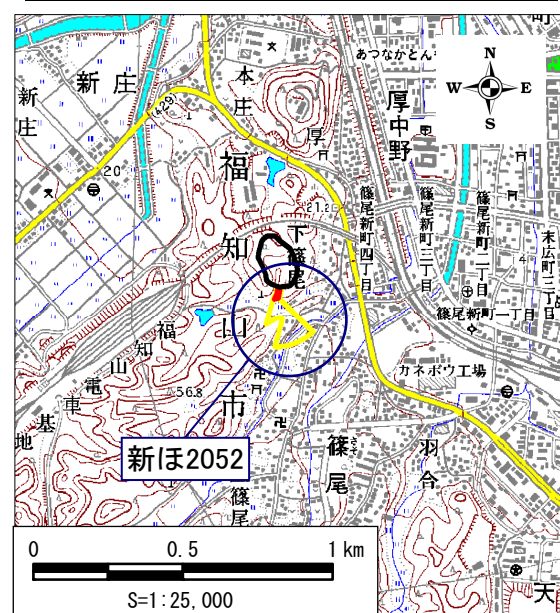 あつなかとん
新庄
新庄
本庄
厚
厚中野
N
W E
S
(429)
20
福知山市
27.2
下篠尾
篠尾新町四丁目
篠尾新町三丁目
篠尾新町二丁目
末広町二丁目
篠尾新町一丁目
福知山電車基地
56.8
カネボウ工場
新ほ2052
篠尾
篠尾
羽合
天
0 0.5 1 km
S=1:25,000